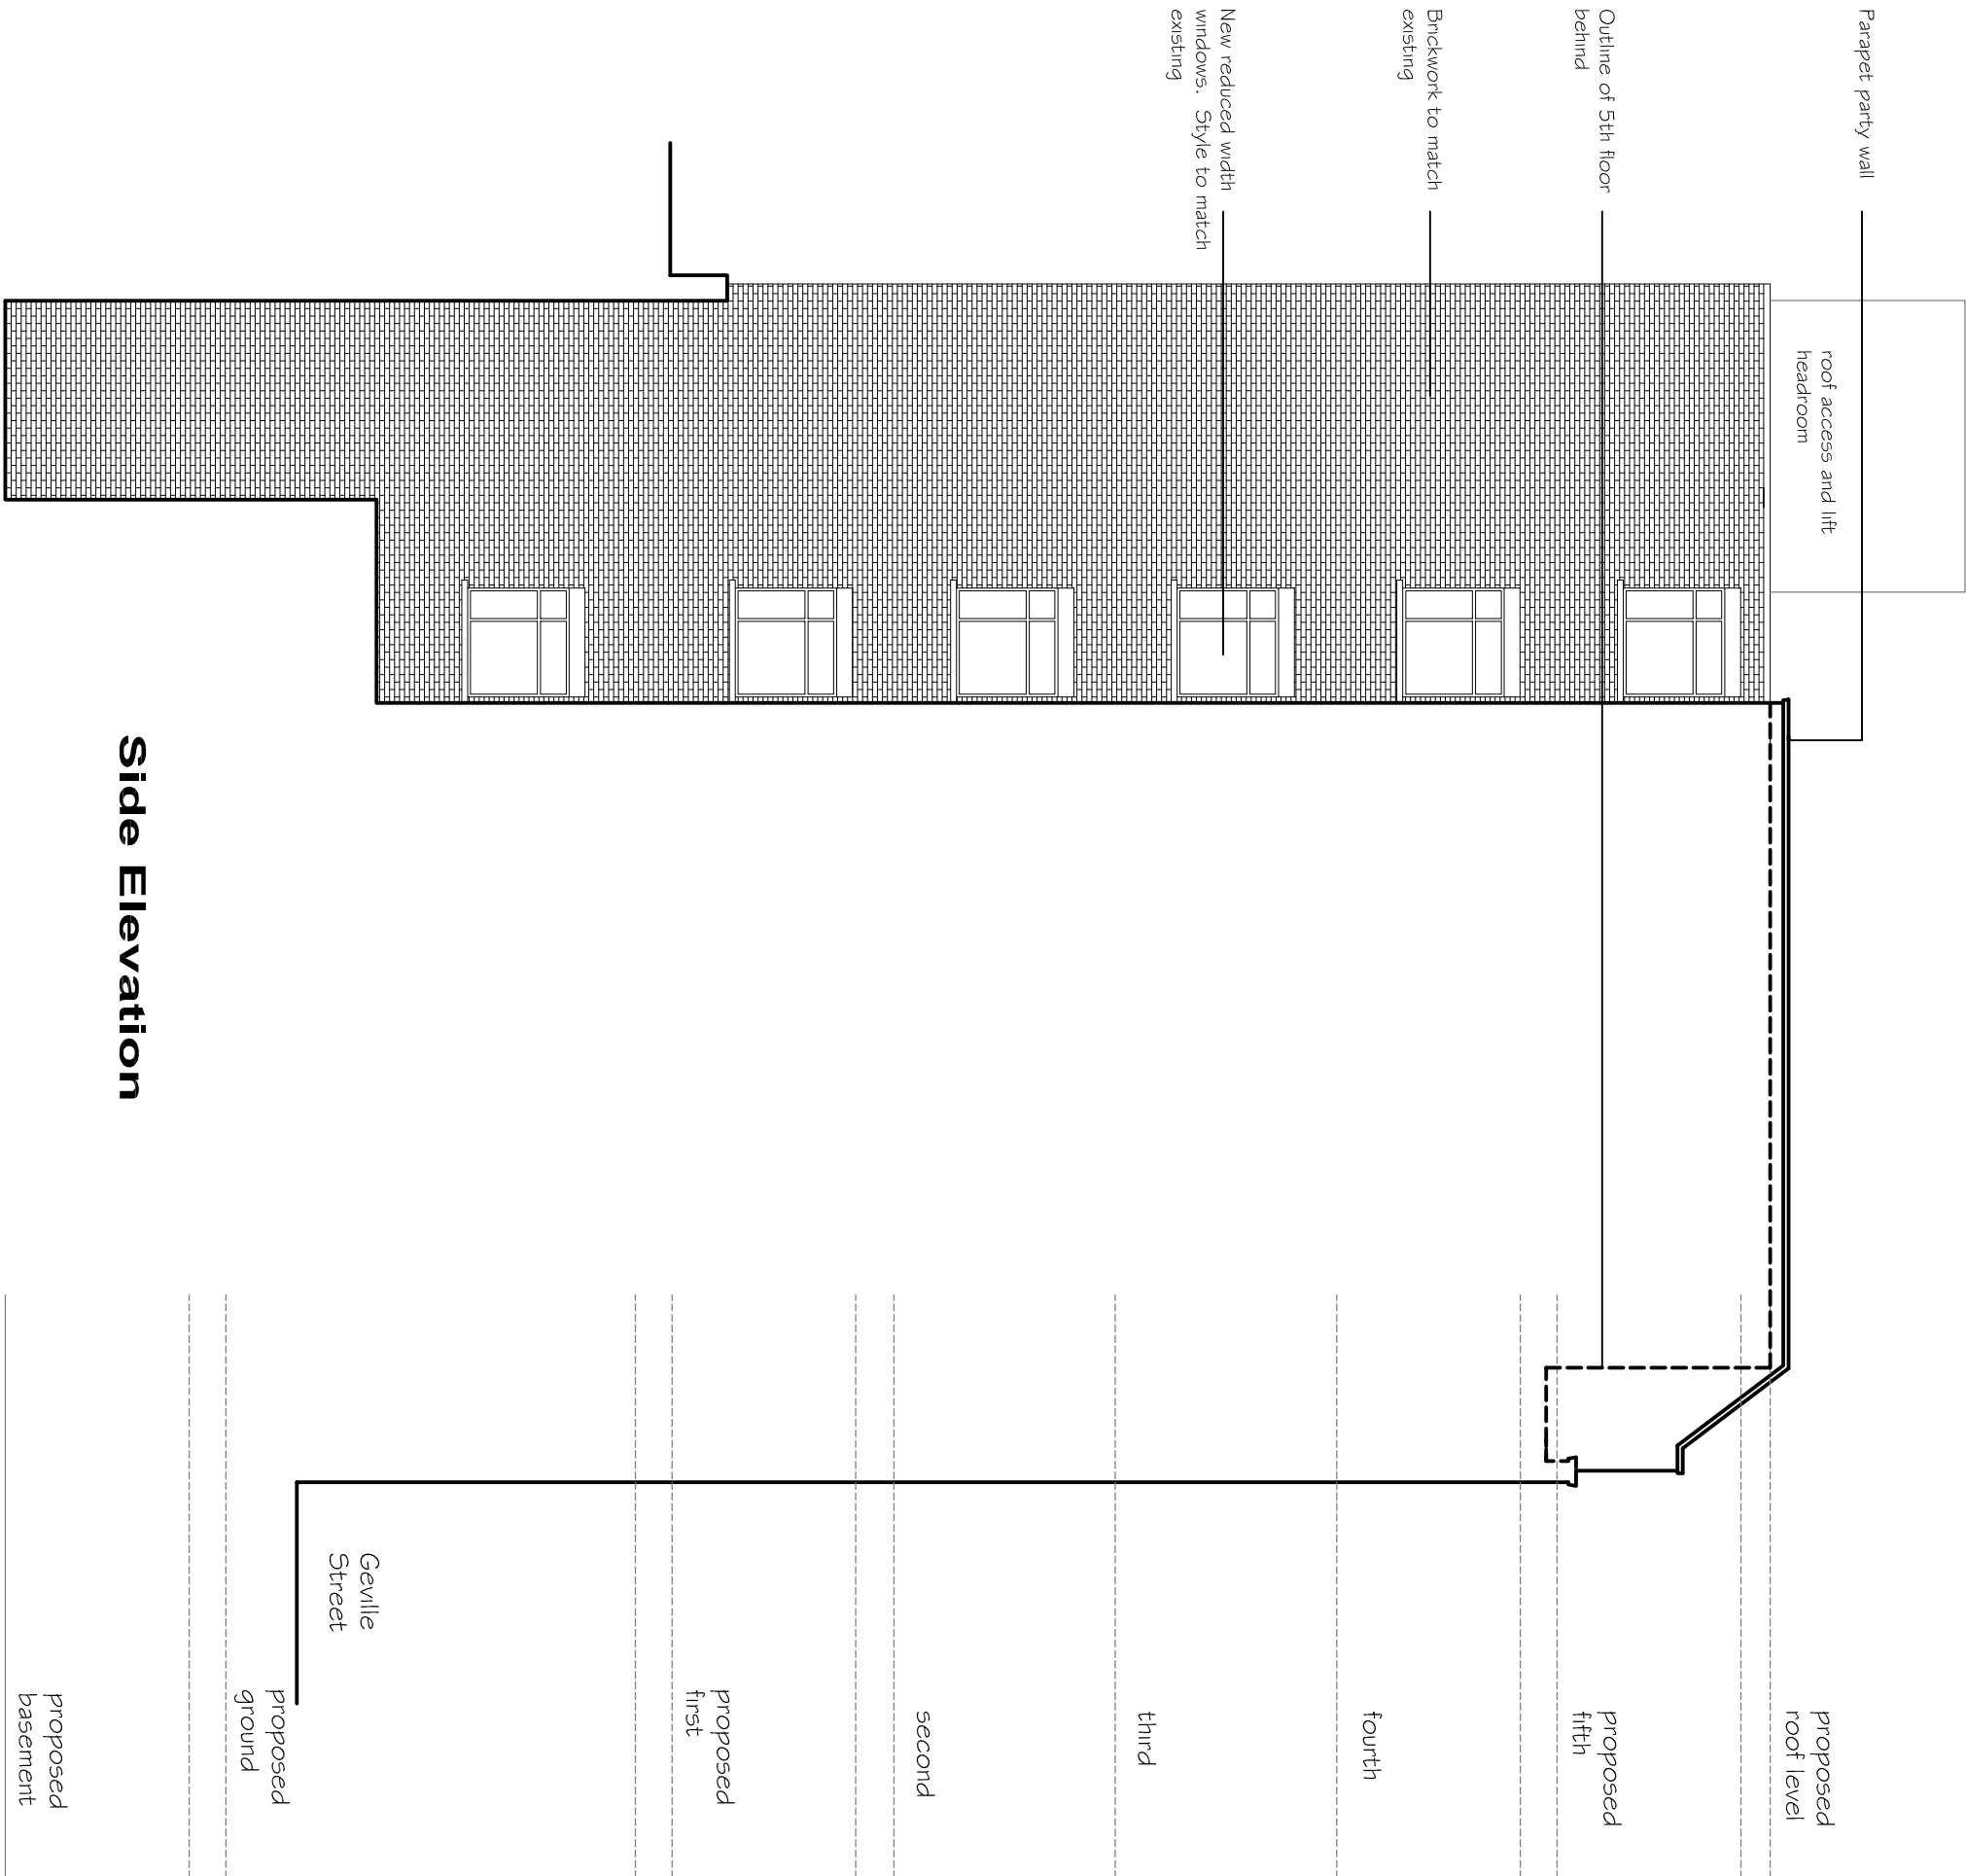 Parapet party wall
Outline of 5th floor
behind
Brickwork to match
existing
New reduced width
windows. Style to match
existing
roof access and lift
headroom
Side Elevation
Geville
Street
proposed
roof level
proposed
fifth
fourth
third
second
proposed
first
proposed
ground
proposed
basement